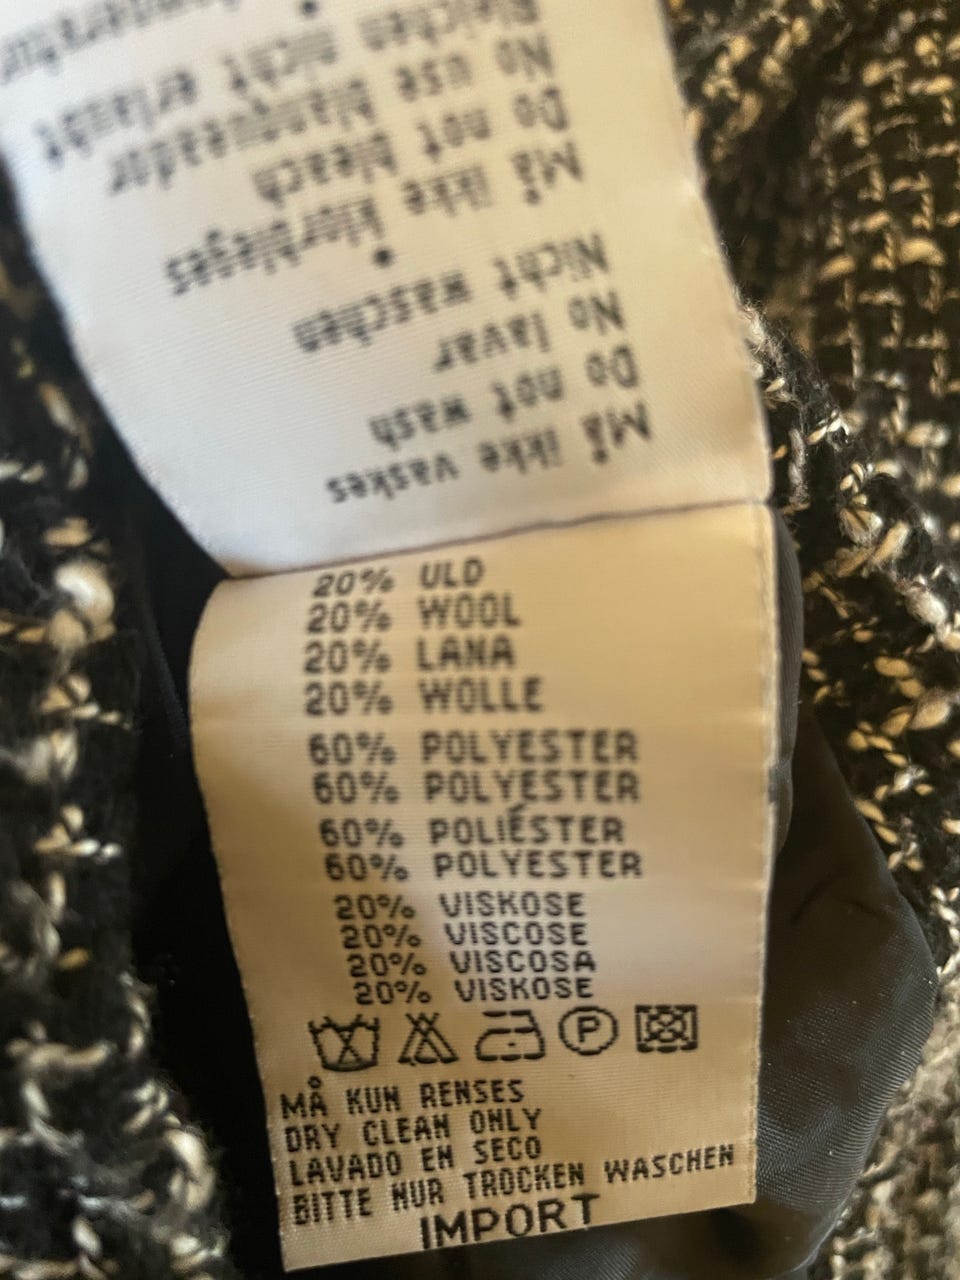 Må ikke vaskes
Do not wash
No lavar
Nicht waschen
•
Må ikke klorbleges
Do not bleach
No use blanqueador
Bleichen nicht erlaubt
•
20% ULD
20% WOOL
20% LANA
20% WOLLE
60% POLYESTER
60% POLYESTER
60% POLIÉSTER
60% POLYESTER
20% VISKOSE
20% VISCOSE
20% VISCOSA
20% VISKOSE
P
MÅ KUN RENSES
DRY CLEAN ONLY
LAVADO EN SECO
BITTE NUR TROCKEN WASCHEN
IMPORT